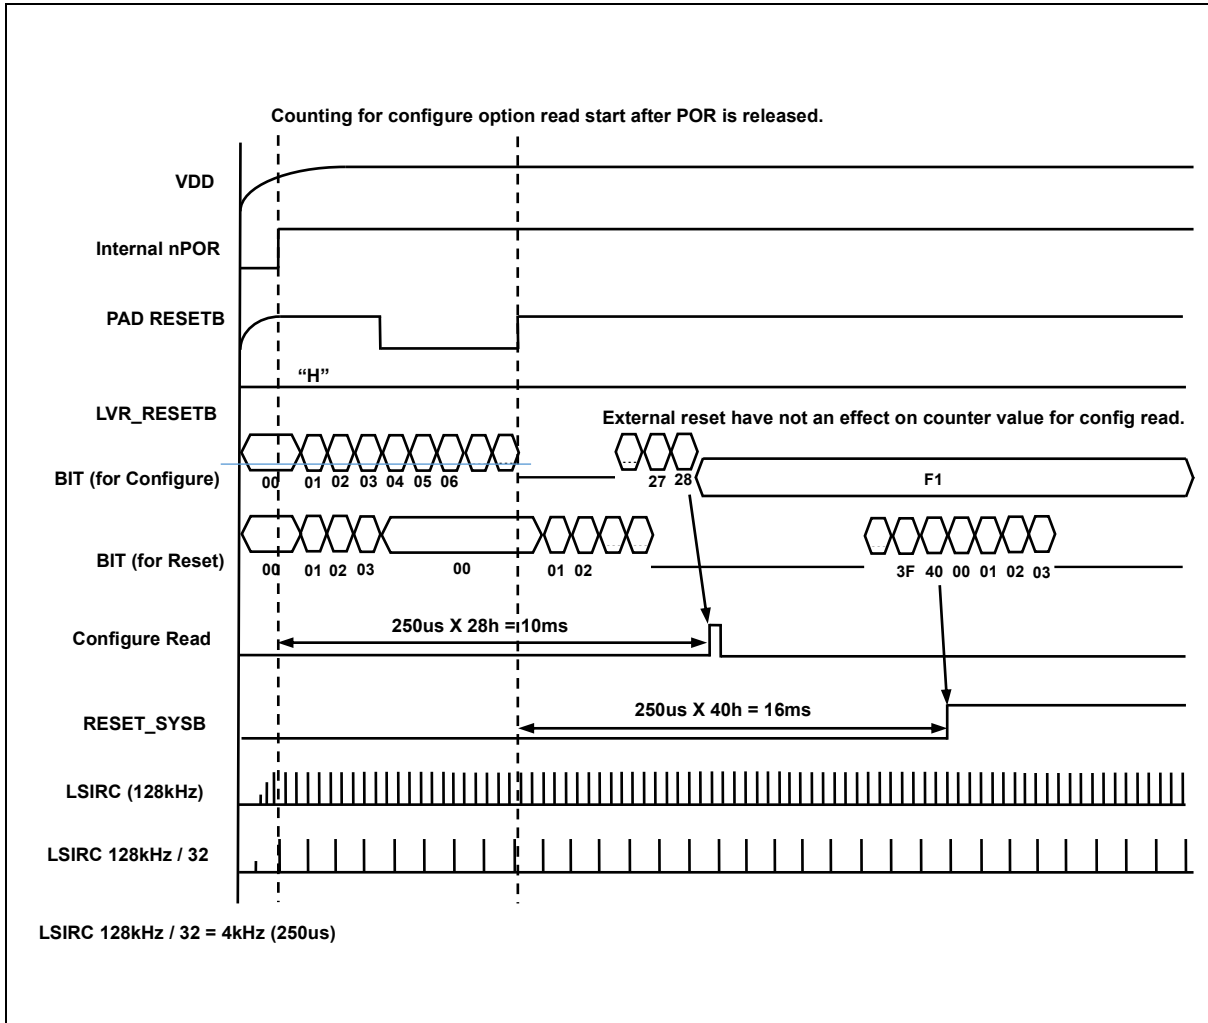 Counting for configure option read start after POR is released.
VDD
Internal nPOR
PAD RESETB
“H”
LVR_RESETB
External reset have not an effect on counter value for config read.
BIT (for Configure)
00 01 02 03 04 05 06 27 28 F1
BIT (for Reset)
00 01 02 03 00 01 02 3F 40 00 01 02 03
250us X 28h = 10ms
Configure Read
250us X 40h = 16ms
RESET_SYSB
LSIRC (128kHz)
LSIRC 128kHz / 32
LSIRC 128kHz / 32 = 4kHz (250us)